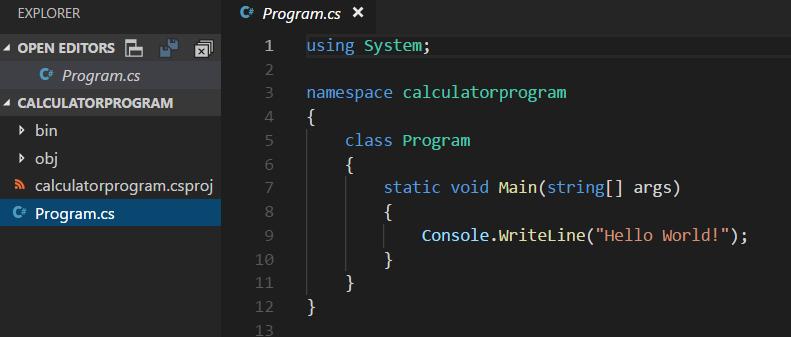 EXPLORER
OPEN EDITORS
C# Program.cs
CALCULATORPROGRAM
bin
obj
calculatorprogram.csproj
C# Program.cs
C# Program.cs ×
1 using System;
2
3 namespace calculatorprogram
4 {
5     class Program
6     {
7         static void Main(string[] args)
8         {
9             Console.WriteLine("Hello World!");
10         }
11     }
12 }
13